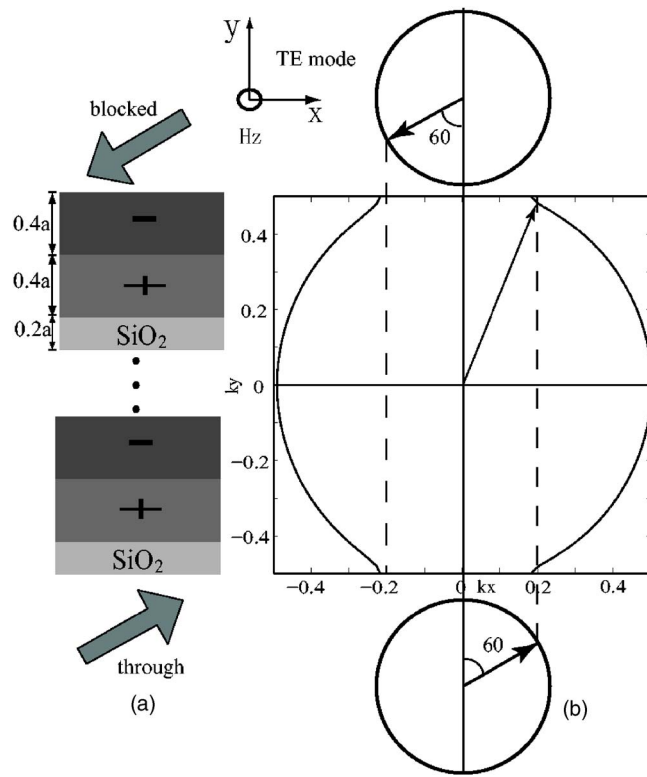 y
TE mode
x
Hz
blocked
60
0.4a
−
0.4a
+
0.2a
SiO₂
−
+
SiO₂
through
(a)
ky
0.4
0.2
0
−0.2
−0.4
−0.4 −0.2 0 kx 0.2 0.4
60
(b)